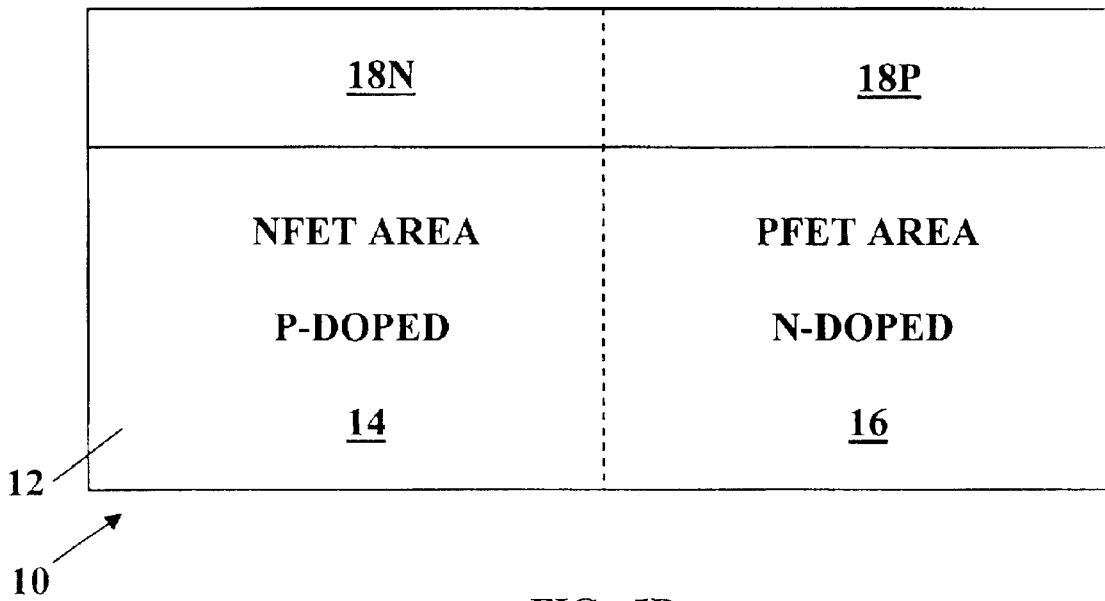 18N 18P
NFET AREA PFET AREA
P-DOPED N-DOPED
14 16
12
10